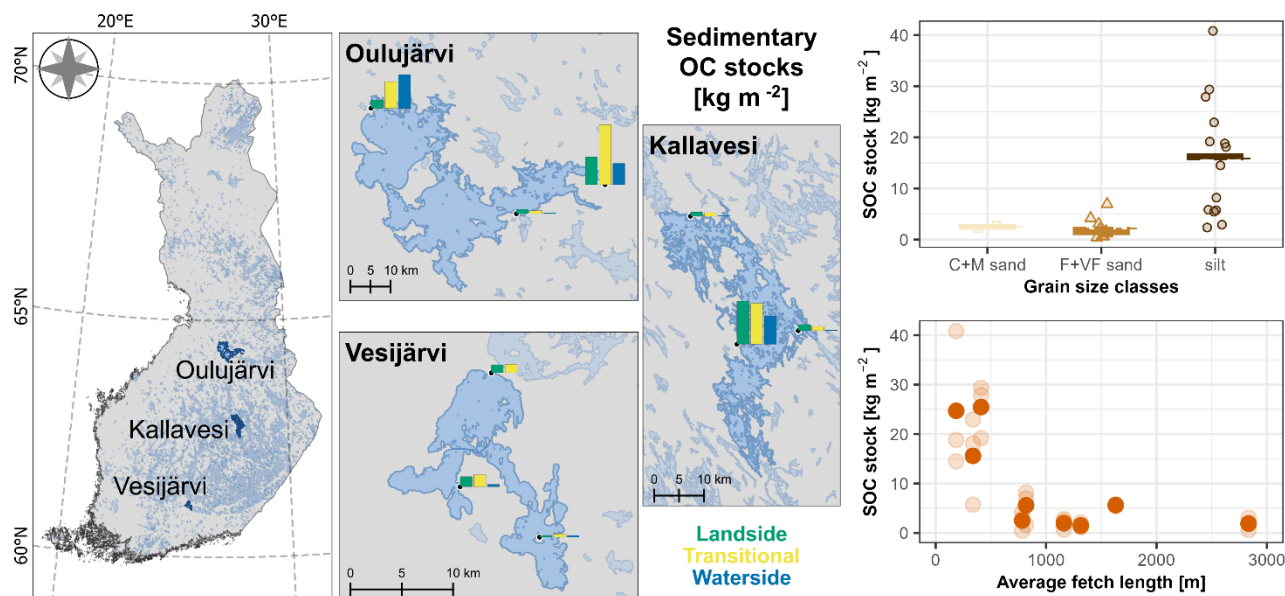 20°E
30°E
70°N
65°N
60°N
Oulujärvi
Kallavesi
Vesijärvi
Oulujärvi
0 5 10 km
Vesijärvi
0 5 10 km
Sedimentary
OC stocks
[kg m -2]
Kallavesi
0 5 10 km
Landside
Transitional
Waterside
SOC stock [kg m−2 ]
40
30
20
10
0
C+M sand F+VF sand silt
Grain size classes
SOC stock [kg m−2 ]
40
30
20
10
0
0 1000 2000 3000
Average fetch length [m]